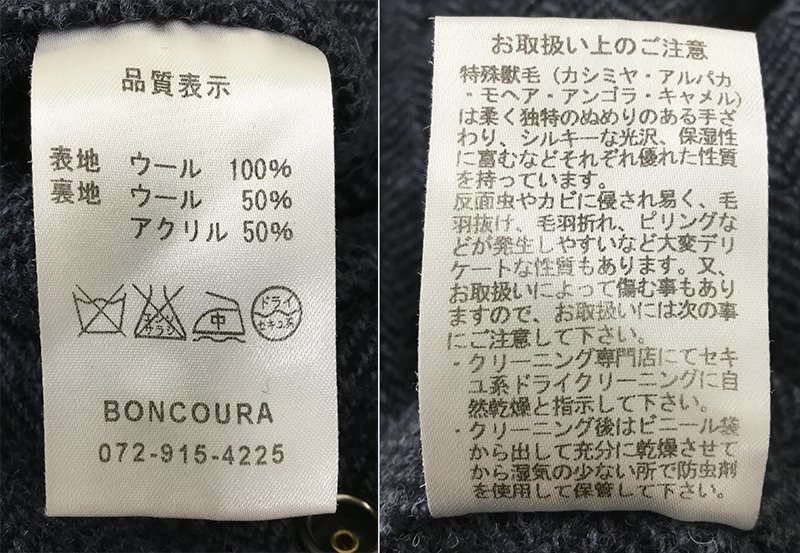 品質表示
表地 ウール 100%
裏地 ウール 50%
アクリル 50%
エンソ
サラシ
中
ドライ
セキユ系
BONCOURA
072-915-4225
お取扱い上のご注意
特殊獣毛(カシミヤ・アルパカ
・モヘア・アンゴラ・キャメル)
は柔く独特のぬめりのある手ざ
わり、シルキーな光沢、保湿性
に富むなどそれぞれ優れた性質
を持っています。
反面虫やカビに侵され易く、毛
羽抜け、毛羽折れ、ピリングな
どが発生しやすいなど大変デリ
ケートな性質もあります。又、
お取扱いによって傷む事もあり
ますので、お取扱いには次の事
にご注意して下さい。
・クリーニング専門店にてセキ
ユ系ドライクリーニングに自
然乾燥と指示して下さい。
・クリーニング後はビニール袋
から出して充分に乾燥させて
から湿気の少ない所で防虫剤
を使用して保管して下さい。